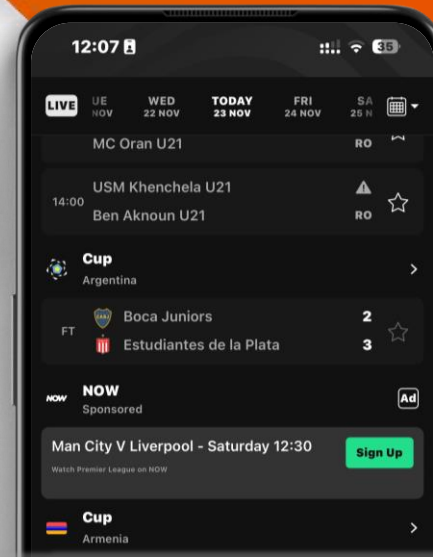 12:07
35
LIVE
UE
NOV
WED
22 NOV
TODAY
23 NOV
FRI
24 NOV
SA
25 N
MC Oran U21
RO
14:00
USM Khenchela U21
Ben Aknoun U21
RO
Cup
Argentina
FT
Boca Juniors 2
Estudiantes de la Plata 3
NOW
NOW
Sponsored
Ad
Man City V Liverpool - Saturday 12:30
Watch Premier League on NOW
Sign Up
Cup
Armenia